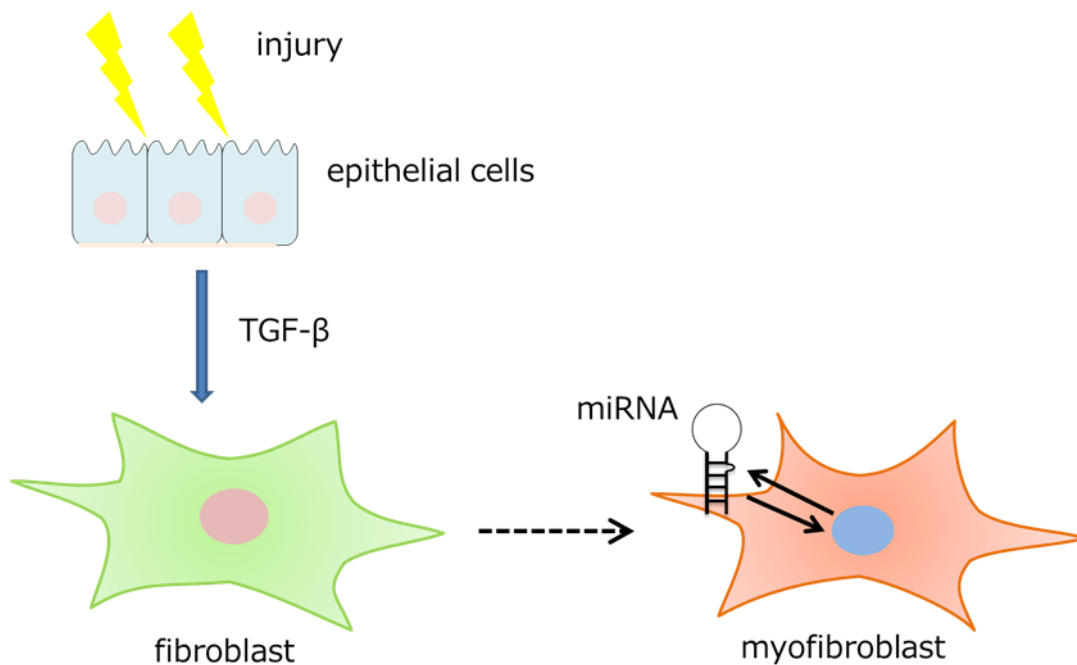 injury
epithelial cells
TGF-β
miRNA
fibroblast
myofibroblast